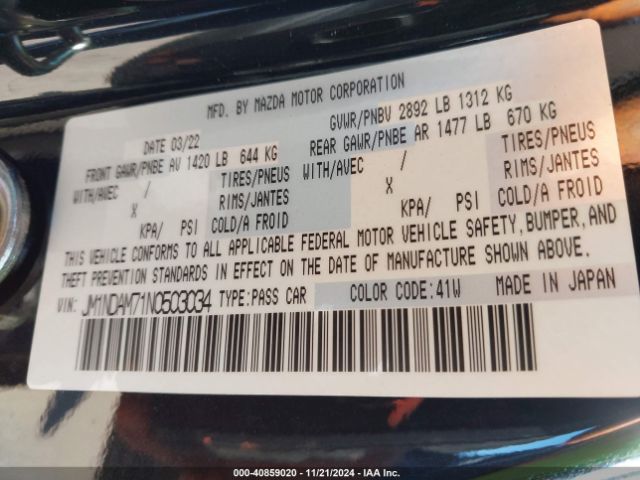 MFD. BY MAZDA MOTOR CORPORATION
DATE 03/22 GVWR/PNBV 2892 LB 1312 KG
FRONT GAWR/PNBE AV 1420 LB 644 KG REAR GAWR/PNBE AR 1477 LB 670 KG
WITH/AVEC / TIRES/PNEUS WITH/AVEC / TIRES/PNEUS
X RIMS/JANTES X RIMS/JANTES
KPA/ PSI COLD/A FROID KPA/ PSI COLD/A FROID
THIS VEHICLE CONFORMS TO ALL APPLICABLE FEDERAL MOTOR VEHICLE SAFETY, BUMPER, AND
THEFT PREVENTION STANDARDS IN EFFECT ON THE DATE OF MANUFACTURE SHOWN ABOVE.
VIN: JM1NDAM71N0503034 TYPE:PASS CAR COLOR CODE:41W MADE IN JAPAN
000-40859020 - 11/21/2024 - IAA Inc.